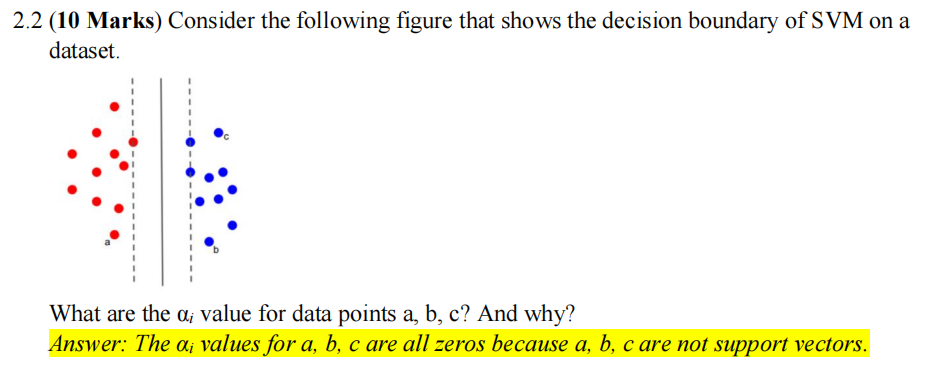 2.2 (10 Marks) Consider the following figure that shows the decision boundary of SVM on a
dataset.
c
a
b
What are the αᵢ value for data points a, b, c? And why?
Answer: The αᵢ values for a, b, c are all zeros because a, b, c are not support vectors.